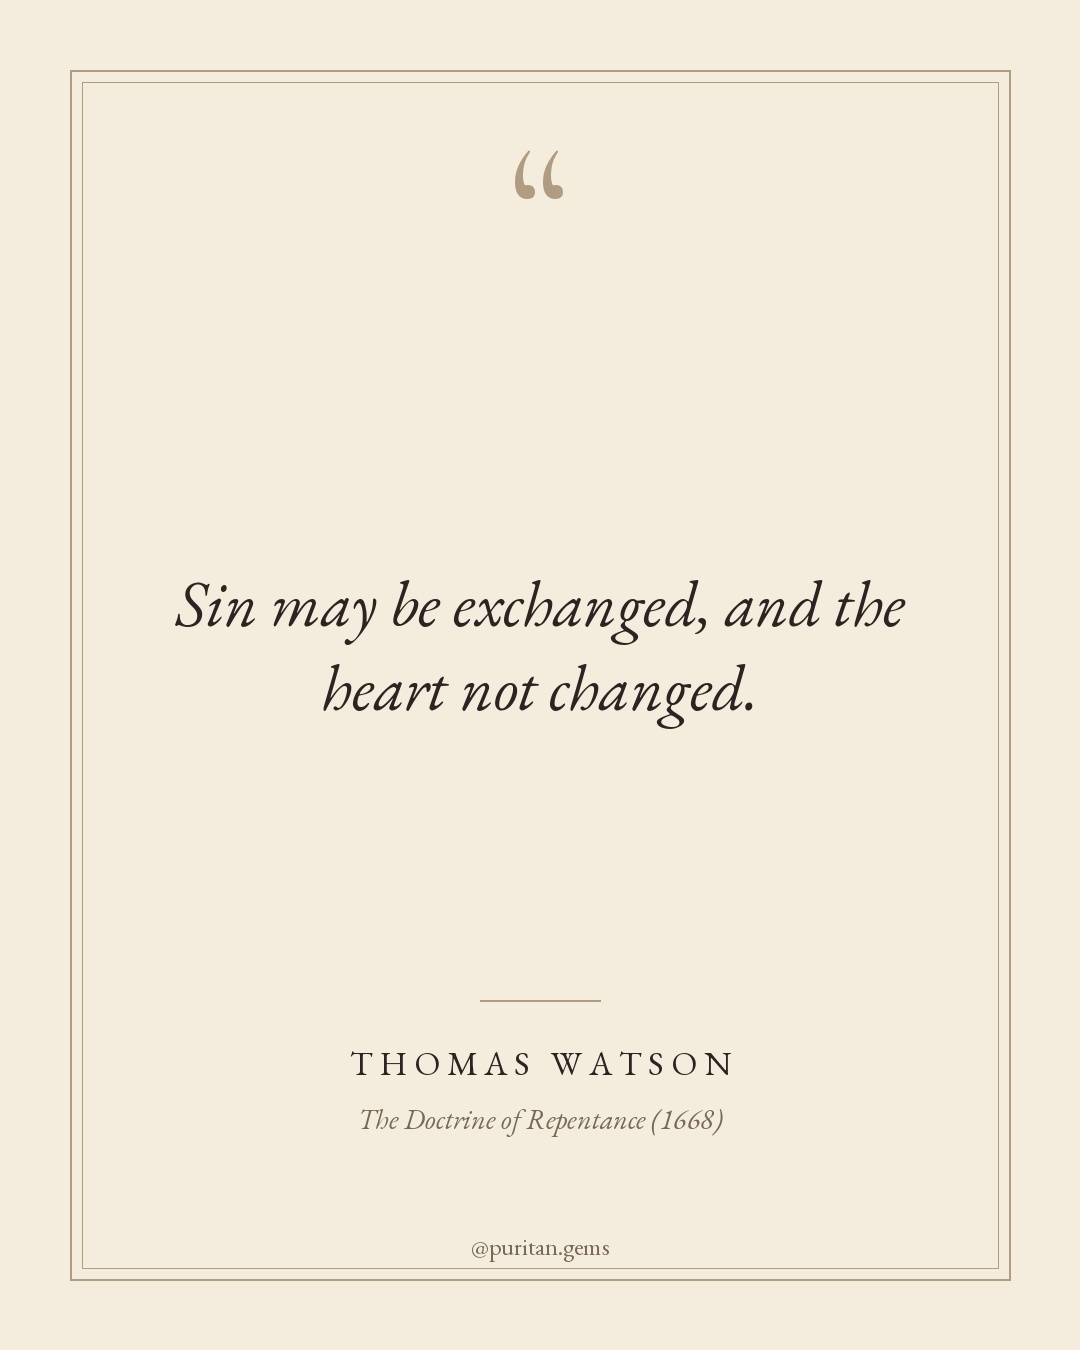 “
Sin may be exchanged, and the
heart not changed.
THOMAS WATSON
The Doctrine of Repentance (1668)
@puritan.gems